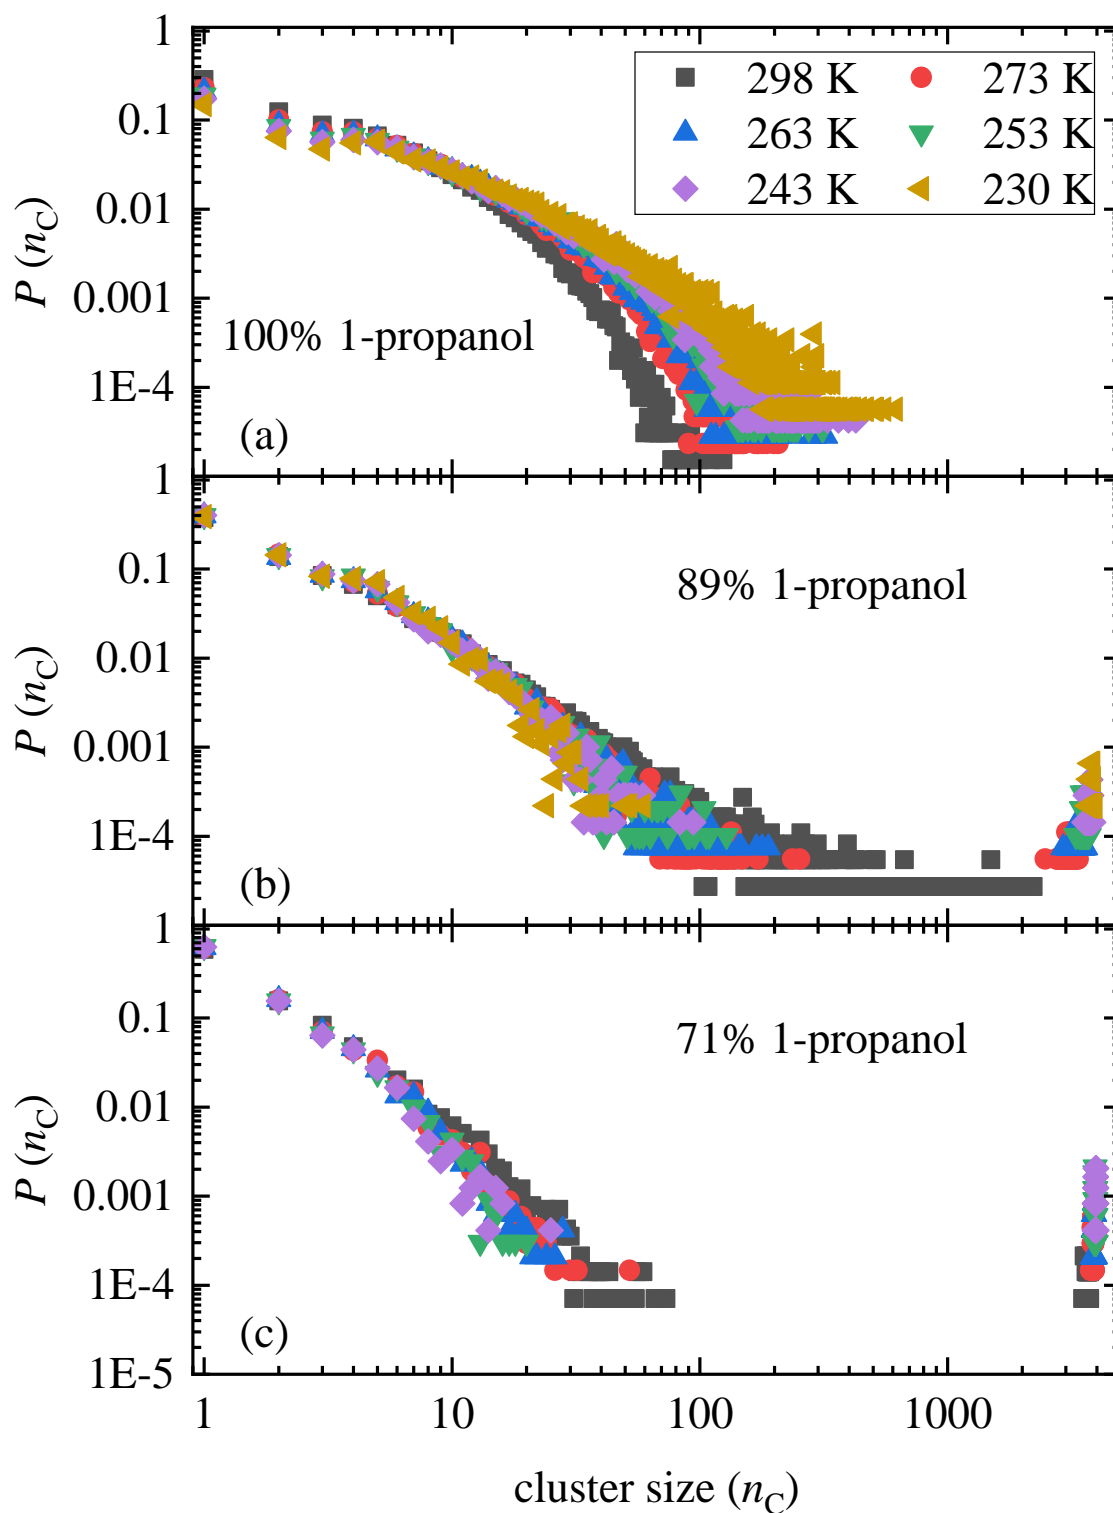 1
0.1
0.01
0.001
1E-4
P (nC)
298 K 273 K
263 K 253 K
243 K 230 K
100% 1-propanol
(a)
1
0.1
0.01
0.001
1E-4
P (nC)
89% 1-propanol
(b)
1
0.1
0.01
0.001
1E-4
1E-5
P (nC)
71% 1-propanol
(c)
1 10 100 1000
cluster size (nC)